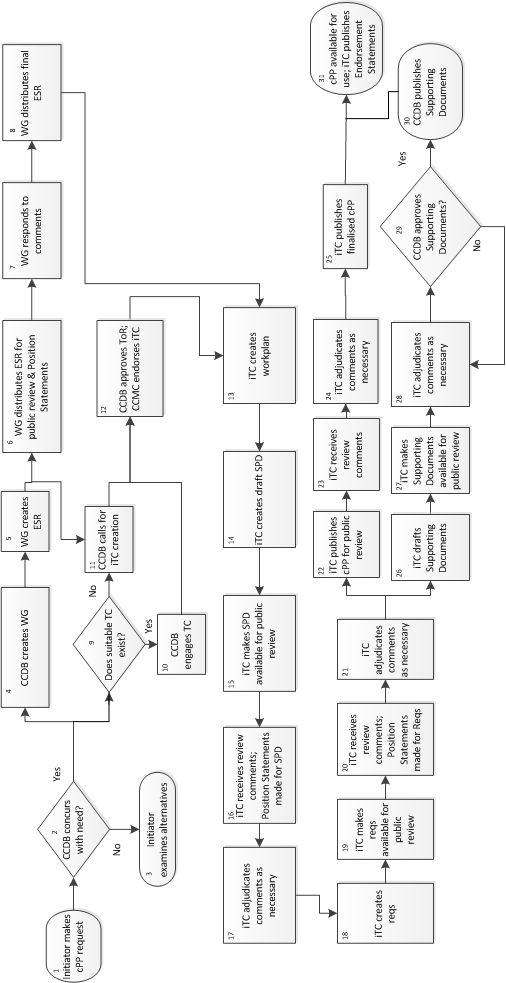 1
Initiator makes
cPP request
2
CCDB concurs
with need?
Yes
No
3
Initiator
examines alternatives
4
CCDB creates WG
5
WG creates
ESR
6
WG distributes ESR for
public review & Position
Statements
7
WG responds to
comments
8
WG distributes final
ESR
9
Does suitable TC
exist?
No
Yes
10
CCDB
engages TC
11
CCDB calls for
iTC creation
12
CCDB approves ToR;
CCMC endorses iTC
13
iTC creates
workplan
14
iTC creates draft SPD
15
iTC makes SPD
available for public
review
16
iTC receives review
comments;
Position Statements
made for SPD
17
iTC adjudicates
comments as
necessary
18
iTC creates
reqs
19
iTC makes
reqs
available for
public
review
20
iTC receives
review
comments;
Position
Statements
made for Reqs
21
iTC
adjudicates
comments
as necessary
22
iTC publishes
cPP for public
review
23
iTC receives
review
comments
24
iTC adjudicates
comments as
necessary
25
iTC publishes
finalised cPP
26
iTC drafts
Supporting
Documents
27
iTC makes
Supporting
Documents
available for
public review
28
iTC adjudicates
comments as
necessary
29
CCDB approves
Supporting
Documents?
Yes
No
30
CCDB publishes
Supporting
Documents
31
cPP available for
use; iTC publishes
Endorsement
Statements